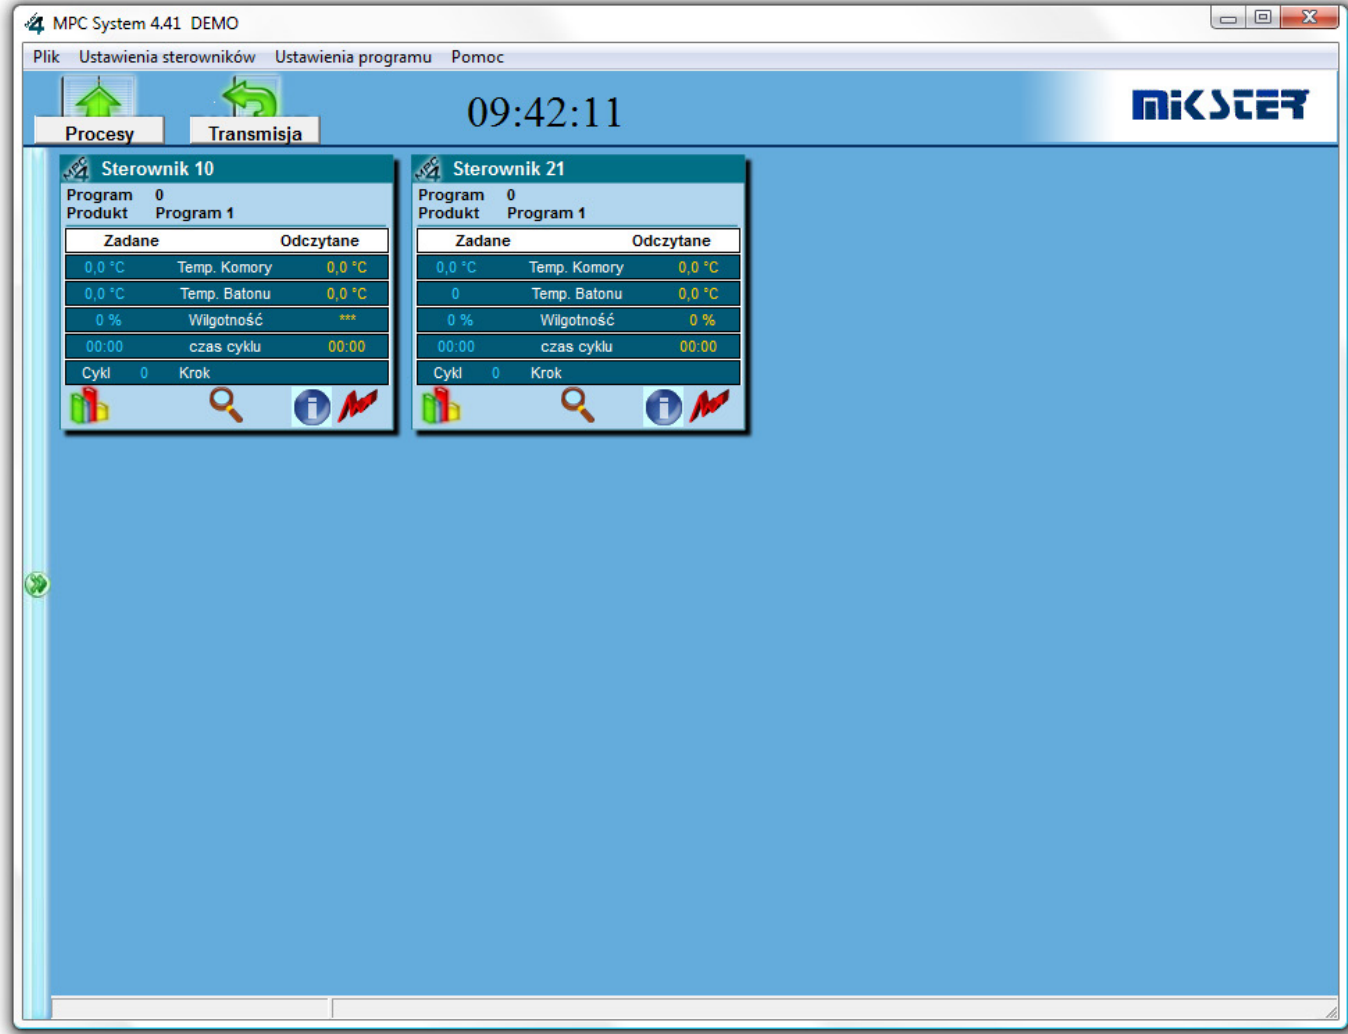 MPC System 4.41 DEMO
Plik Ustawienia sterowników Ustawienia programu Pomoc
Procesy Transmisja 09:42:11 MIKSTER
Sterownik 10
Program 0
Produkt Program 1
Zadane Odczytane
0,0 °C Temp. Komory 0,0 °C
0,0 °C Temp. Batonu 0,0 °C
0 % Wilgotność ***
00:00 czas cyklu 00:00
Cykl 0 Krok
Sterownik 21
Program 0
Produkt Program 1
Zadane Odczytane
0,0 °C Temp. Komory 0,0 °C
0 Temp. Batonu 0,0 °C
0 % Wilgotność 0 %
00:00 czas cyklu 00:00
Cykl 0 Krok